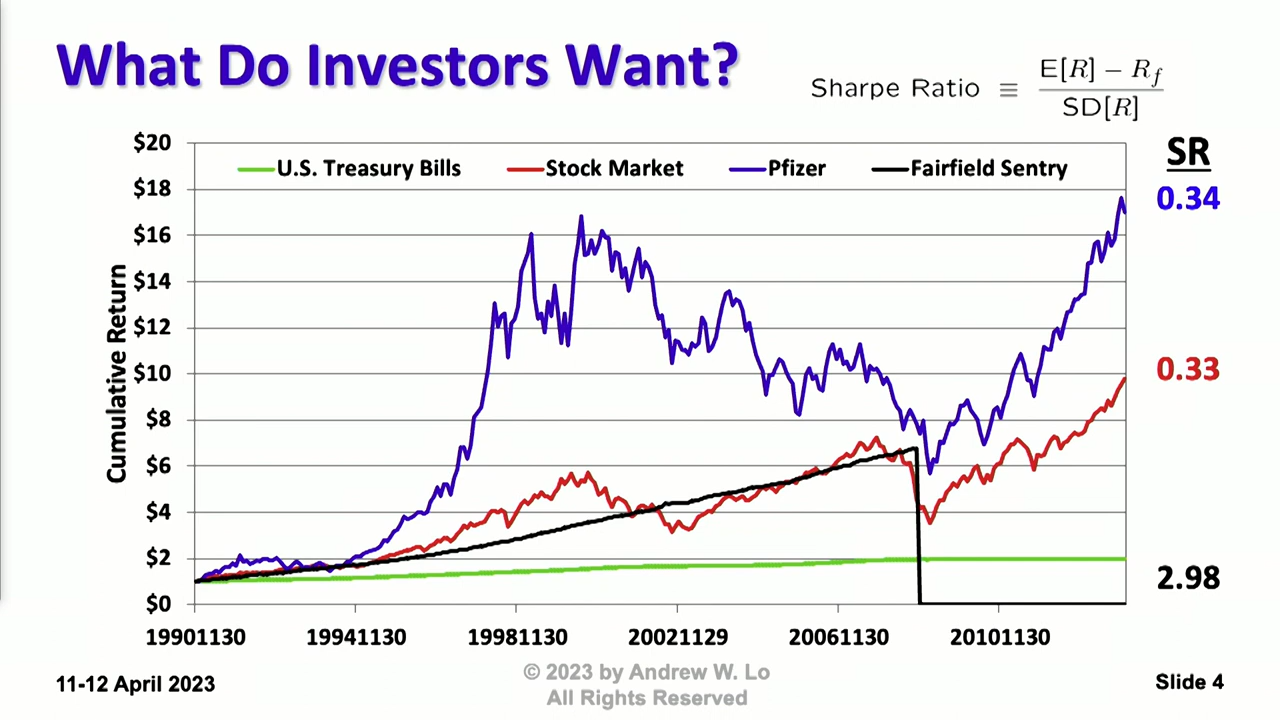 What Do Investors Want?
Sharpe Ratio ≡ E[R] − R_f
SD[R]
SR
$20
U.S. Treasury Bills Stock Market Pfizer Fairfield Sentry
$18
0.34
$16
$14
$12
$10
0.33
$8
$6
$4
$2
2.98
$0
Cumulative Return
19901130 19941130 19981130 20021129 20061130 20101130
11-12 April 2023
© 2023 by Andrew W. Lo
All Rights Reserved
Slide 4